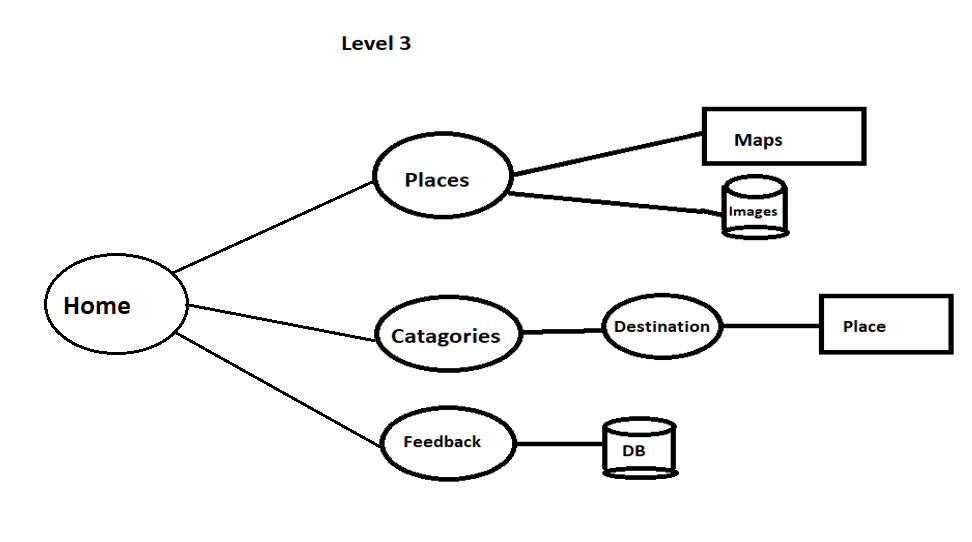 Level 3
Maps
Places
Images
Home
Catagories
Destination
Place
Feedback
DB